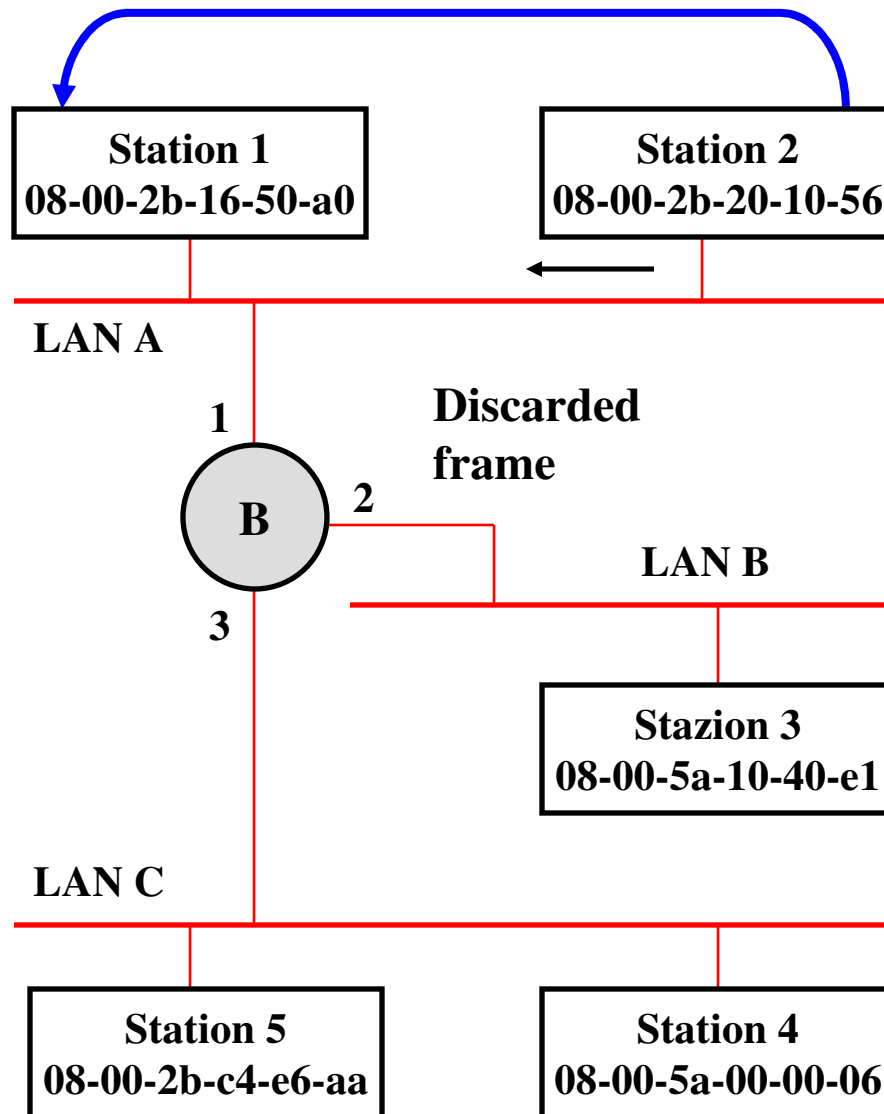 Station 1
08-00-2b-16-50-a0
Station 2
08-00-2b-20-10-56
LAN A
1
Discarded
frame
B
2
LAN B
3
Stazion 3
08-00-5a-10-40-e1
LAN C
Station 5
08-00-2b-c4-e6-aa
Station 4
08-00-5a-00-00-06